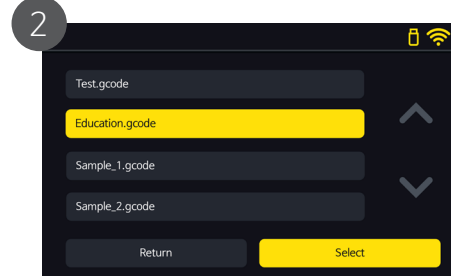 2
Test.gcode
Education.gcode
Sample_1.gcode
Sample_2.gcode
Return Select